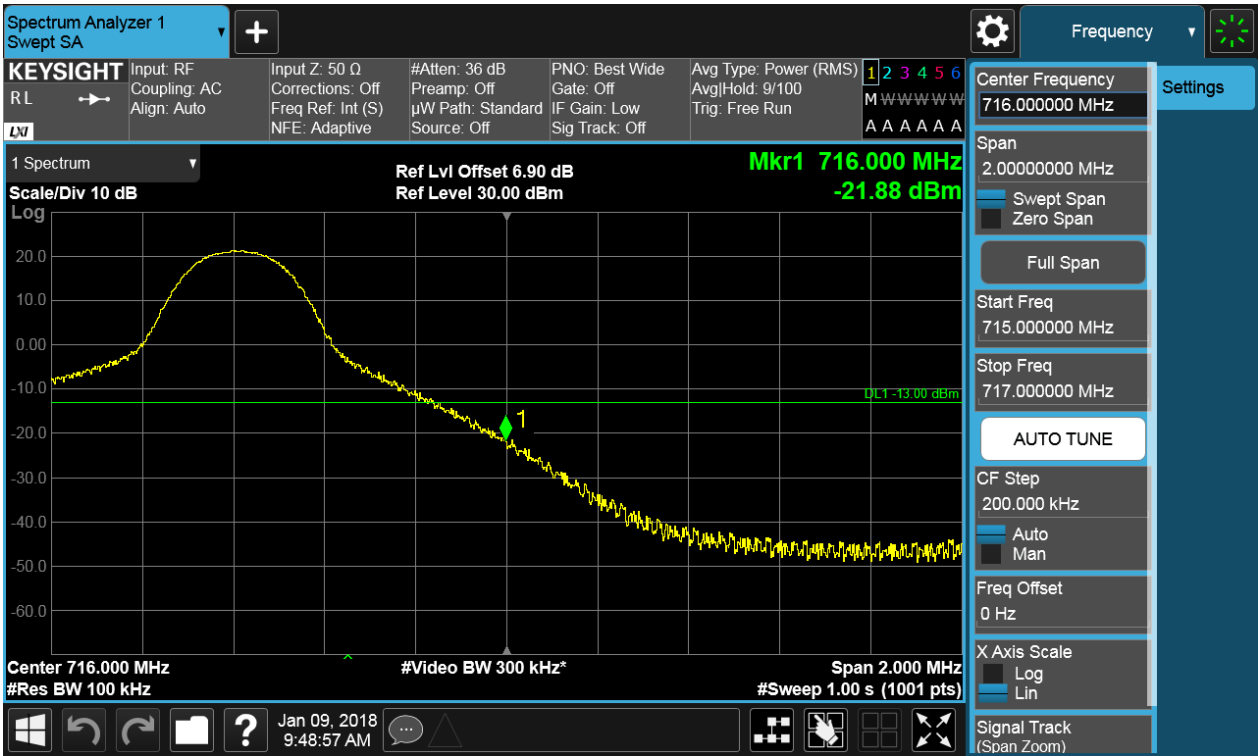 Spectrum Analyzer 1
Swept SA
Frequency
KEYSIGHT
R L
LXI
Input: RF
Coupling: AC
Align: Auto
Input Z: 50 Ω
Corrections: Off
Freq Ref: Int (S)
NFE: Adaptive
#Atten: 36 dB
Preamp: Off
µW Path: Standard
Source: Off
PNO: Best Wide
Gate: Off
IF Gain: Low
Sig Track: Off
Avg Type: Power (RMS)
Avg|Hold: 9/100
Trig: Free Run
1 2 3 4 5 6
M W W W W W
A A A A A A
1 Spectrum
Scale/Div 10 dB
Log
Ref Lvl Offset 6.90 dB
Ref Level 30.00 dBm
Mkr1 716.000 MHz
-21.88 dBm
20.0
10.0
0.00
-10.0
DL1 -13.00 dBm
1
-20.0
-30.0
-40.0
-50.0
-60.0
Center 716.000 MHz
#Res BW 100 kHz
#Video BW 300 kHz*
Span 2.000 MHz
#Sweep 1.00 s (1001 pts)
Center Frequency
716.000000 MHz
Span
2.00000000 MHz
Swept Span
Zero Span
Full Span
Start Freq
715.000000 MHz
Stop Freq
717.000000 MHz
AUTO TUNE
CF Step
200.000 kHz
Auto
Man
Freq Offset
0 Hz
X Axis Scale
Log
Lin
Signal Track
(Span Zoom)
Settings
?
Jan 09, 2018
9:48:57 AM